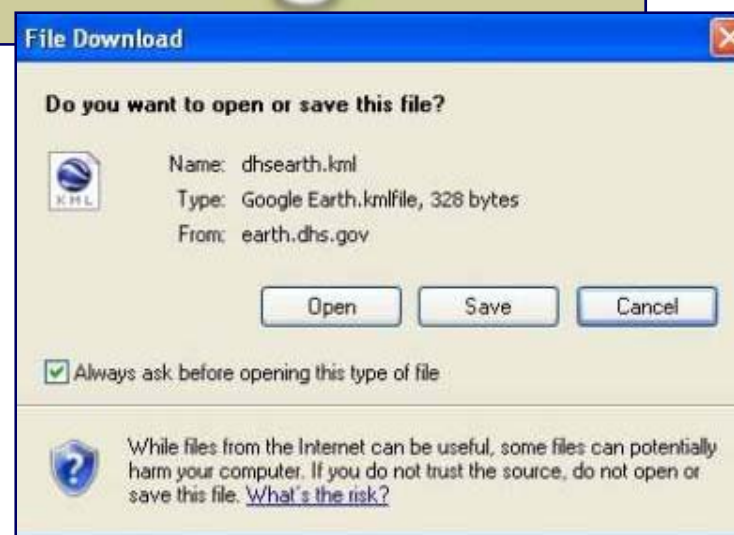 File Download
Do you want to open or save this file?
KML
Name: dhsearth.kml
Type: Google Earth.kmlfile, 328 bytes
From: earth.dhs.gov
Open Save Cancel
Always ask before opening this type of file
While files from the Internet can be useful, some files can potentially
harm your computer. If you do not trust the source, do not open or
save this file. What's the risk?